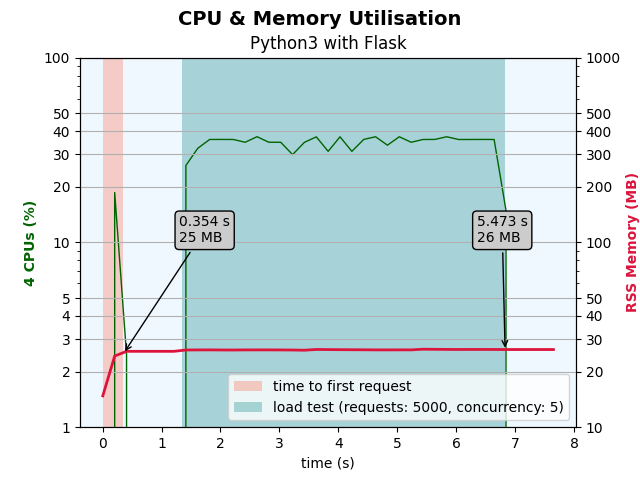 CPU & Memory Utilisation
Python3 with Flask
100
50
40
30
20
10
5
4
3
2
1
4 CPUs (%)
1000
500
400
300
200
100
50
40
30
20
10
RSS Memory (MB)
0.354 s
25 MB
5.473 s
26 MB
time to first request
load test (requests: 5000, concurrency: 5)
0 1 2 3 4 5 6 7 8
time (s)